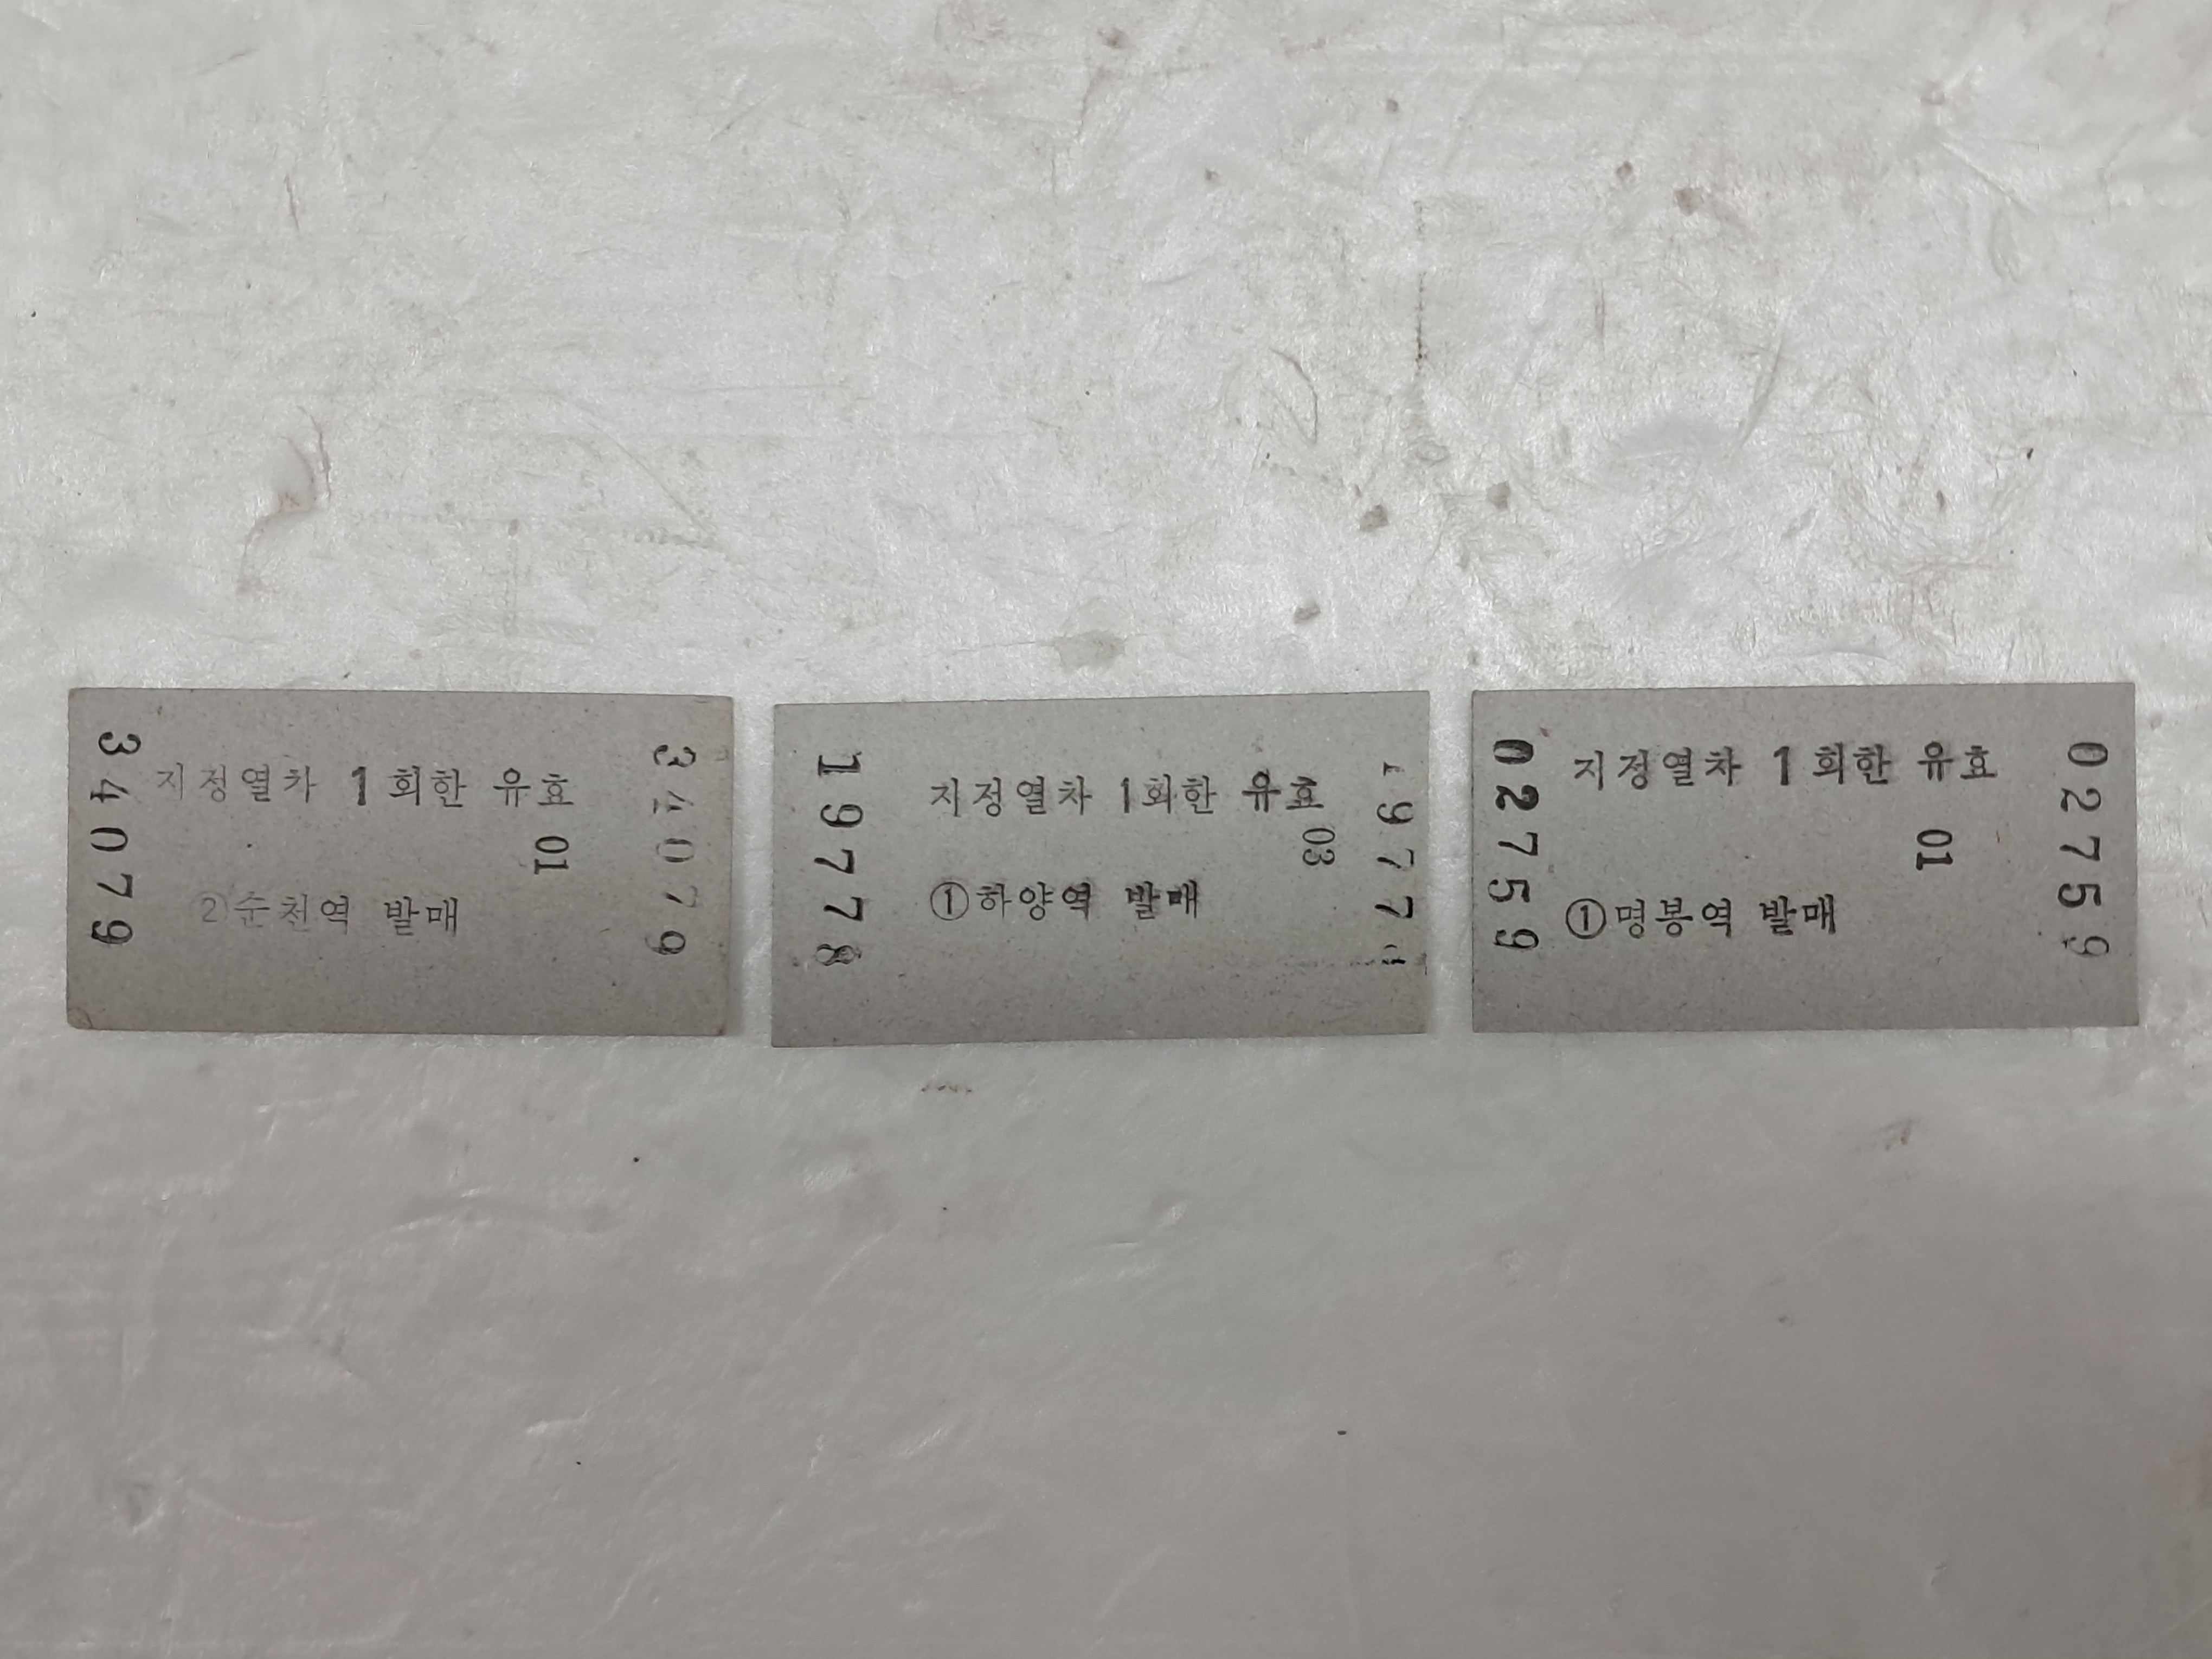 34079
지정열차 1회한 유효
01
②순천역 발매
34079
19778
지정열차 1회한 유효
03
①하양역 발매
02759
지정열차 1회한 유효
01
①명봉역 발매
02759